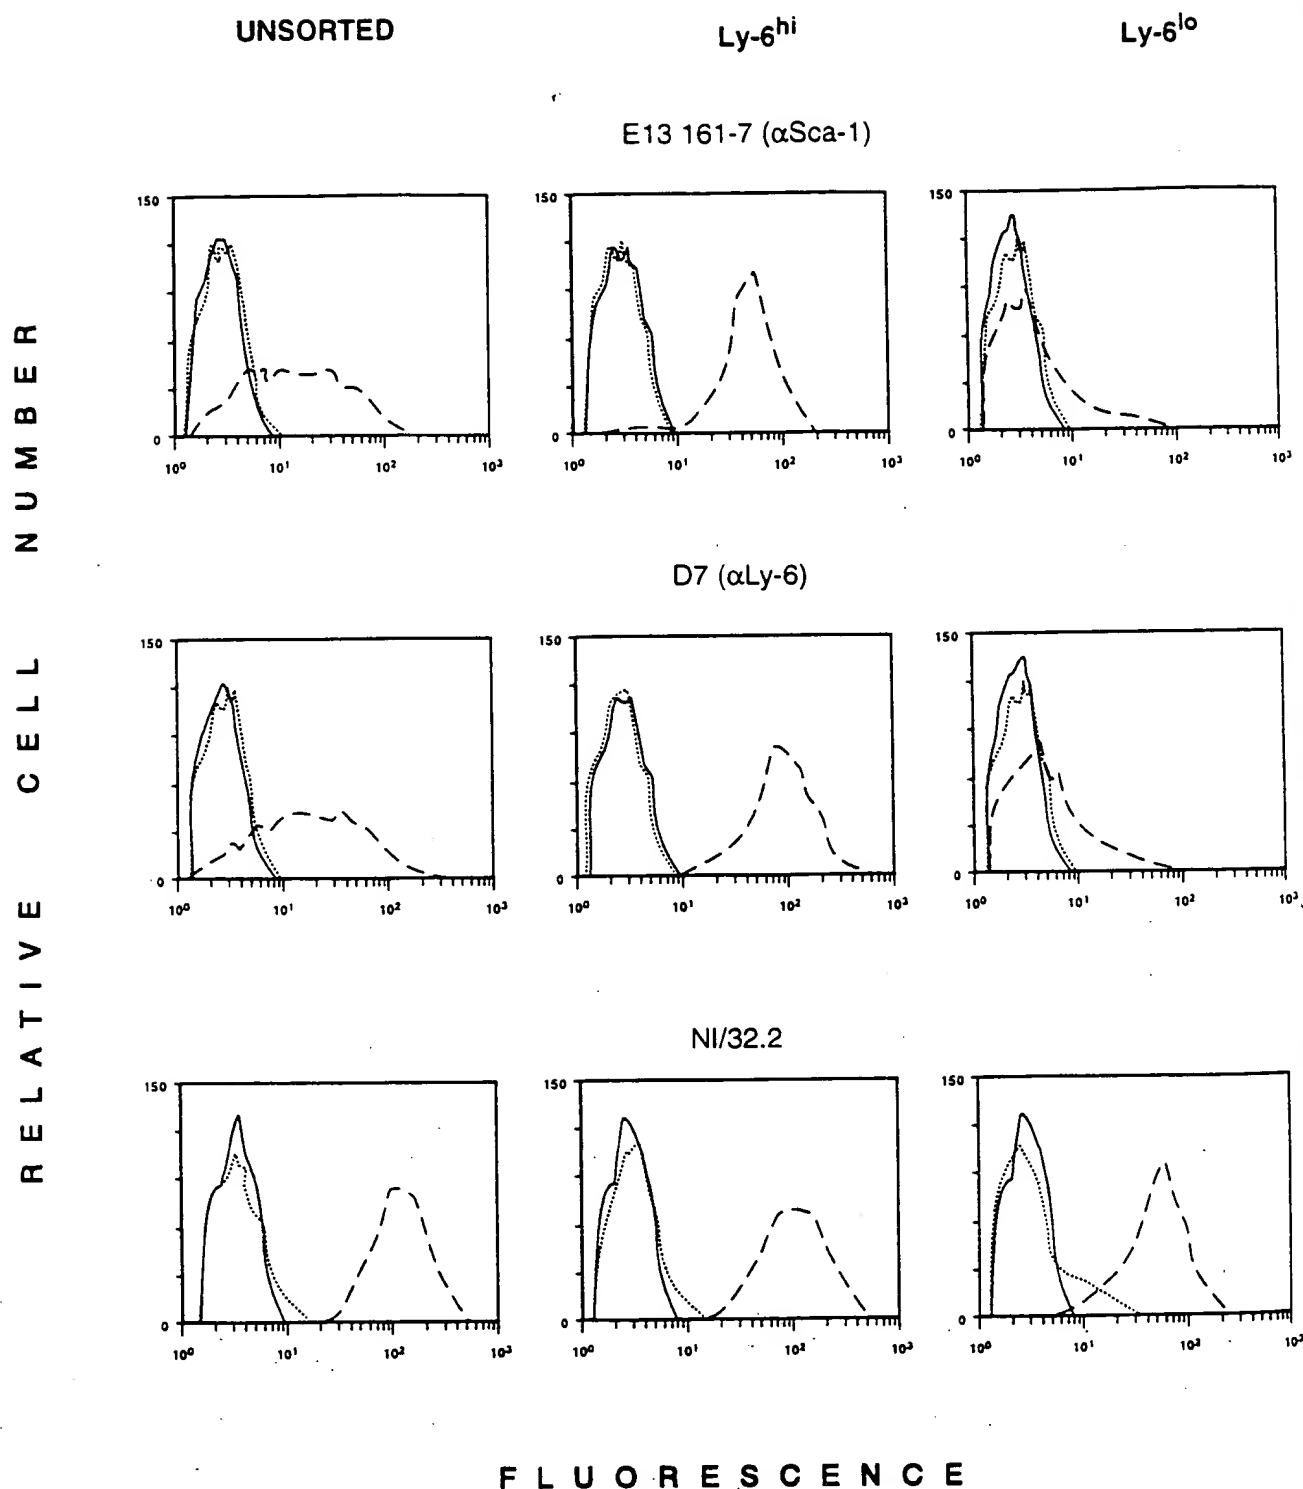 UNSORTED Ly-6hi Ly-6lo
E13 161-7 (αSca-1)
150 150 150
0 0 0
10⁰ 10¹ 10² 10³ 10⁰ 10¹ 10² 10³ 10⁰ 10¹ 10² 10³
D7 (αLy-6)
150 150 150
0 0 0
10⁰ 10¹ 10² 10³ 10⁰ 10¹ 10² 10³ 10⁰ 10¹ 10² 10³
NI/32.2
150 150 150
0 0 0
10⁰ 10¹ 10² 10³ 10⁰ 10¹ 10² 10³ 10⁰ 10¹ 10² 10³
RELATIVE CELL NUMBER
FLUORESCENCE